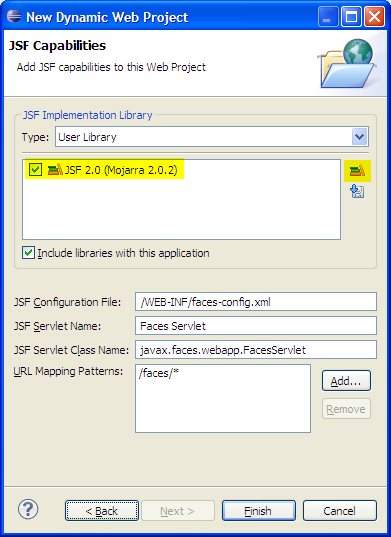 New Dynamic Web Project
JSF Capabilities
Add JSF capabilities to this Web Project
JSF Implementation Library
Type: User Library
JSF 2.0 (Mojarra 2.0.2)
Include libraries with this application
JSF Configuration File: /WEB-INF/faces-config.xml
JSF Servlet Name: Faces Servlet
JSF Servlet Class Name: javax.faces.webapp.FacesServlet
URL Mapping Patterns: /faces/*
Add...
Remove
< Back Next > Finish Cancel